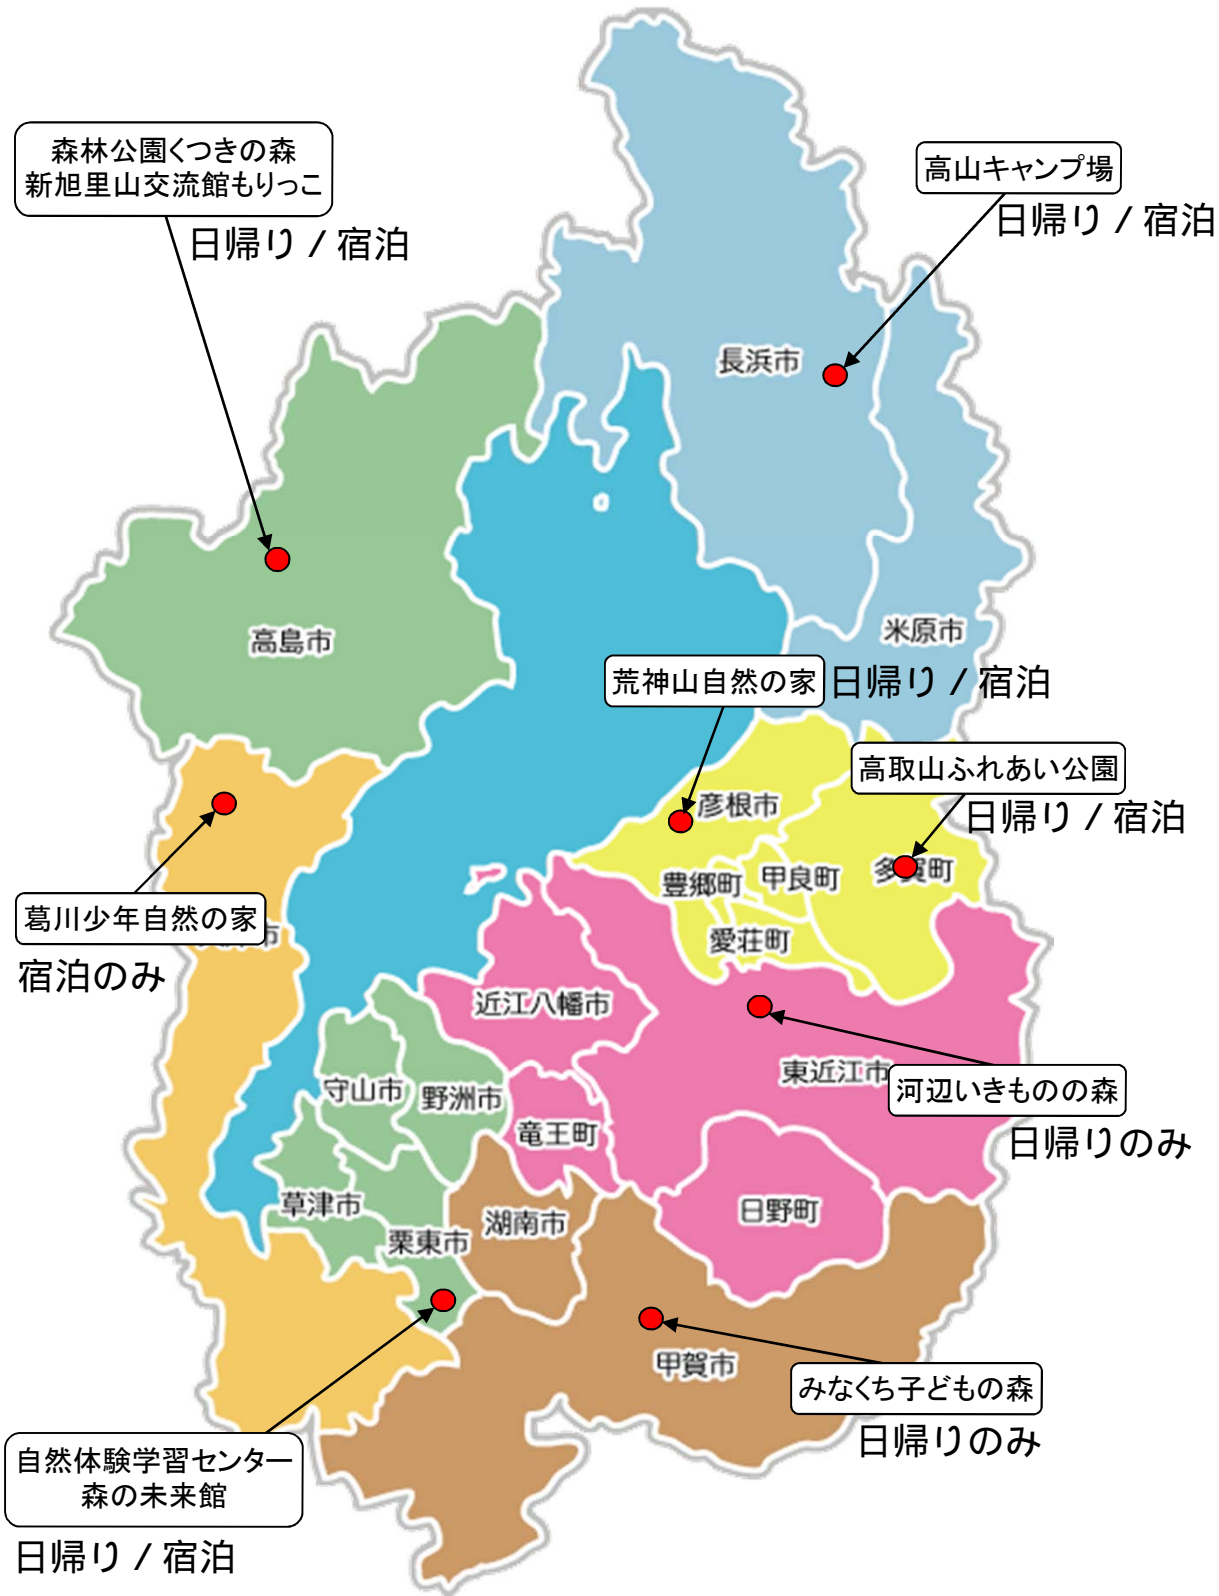 森林公園くつきの森
新旭里山交流館もりっこ
日帰り / 宿泊
高山キャンプ場
日帰り / 宿泊
長浜市
高島市
米原市
荒神山自然の家
日帰り / 宿泊
高取山ふれあい公園
日帰り / 宿泊
彦根市
豊郷町
甲良町
多賀町
愛荘町
葛川少年自然の家
市
宿泊のみ
近江八幡市
東近江市
河辺いきものの森
日帰りのみ
守山市
野洲市
竜王町
草津市
栗東市
湖南市
日野町
甲賀市
みなくち子どもの森
日帰りのみ
自然体験学習センター
森の未来館
日帰り / 宿泊